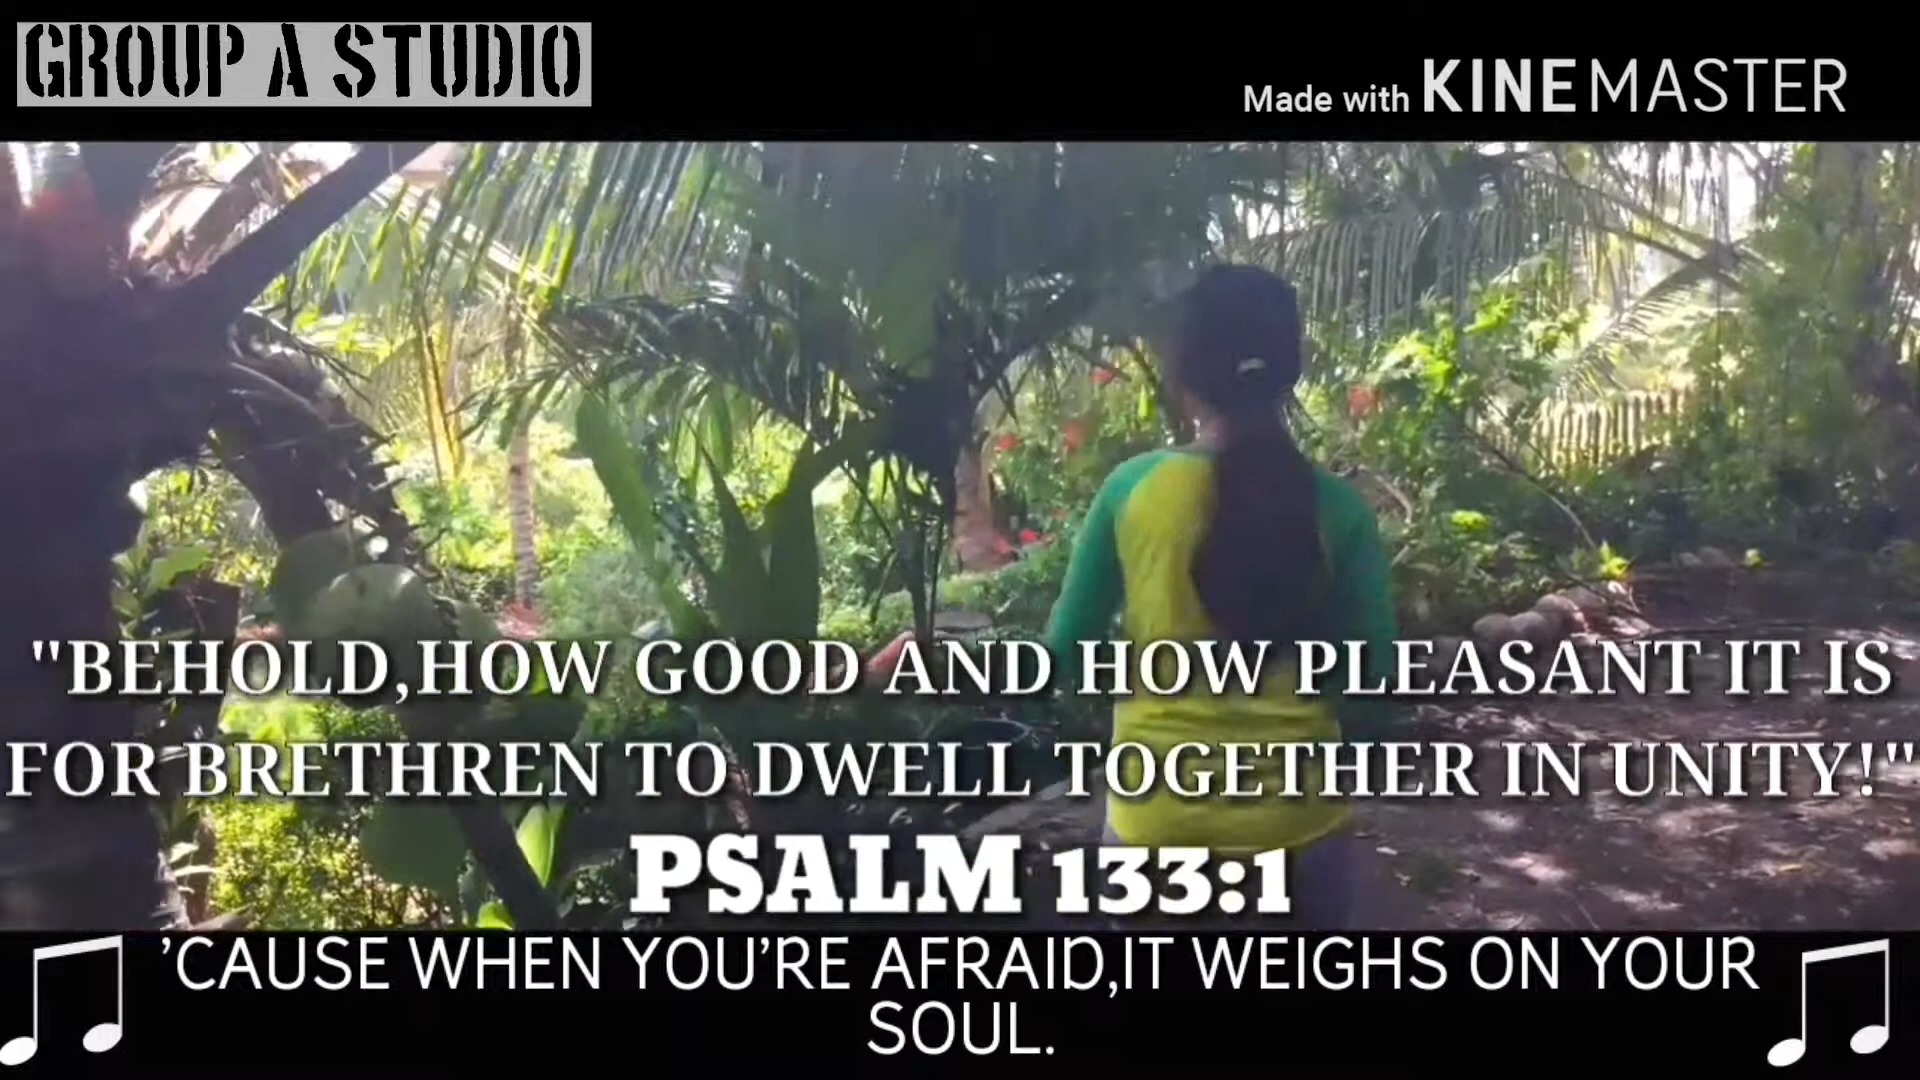 GROUP A STUDIO
Made with KINEMASTER
"BEHOLD,HOW GOOD AND HOW PLEASANT IT IS
FOR BRETHREN TO DWELL TOGETHER IN UNITY!"
PSALM 133:1
'CAUSE WHEN YOU'RE AFRAID,IT WEIGHS ON YOUR
SOUL.